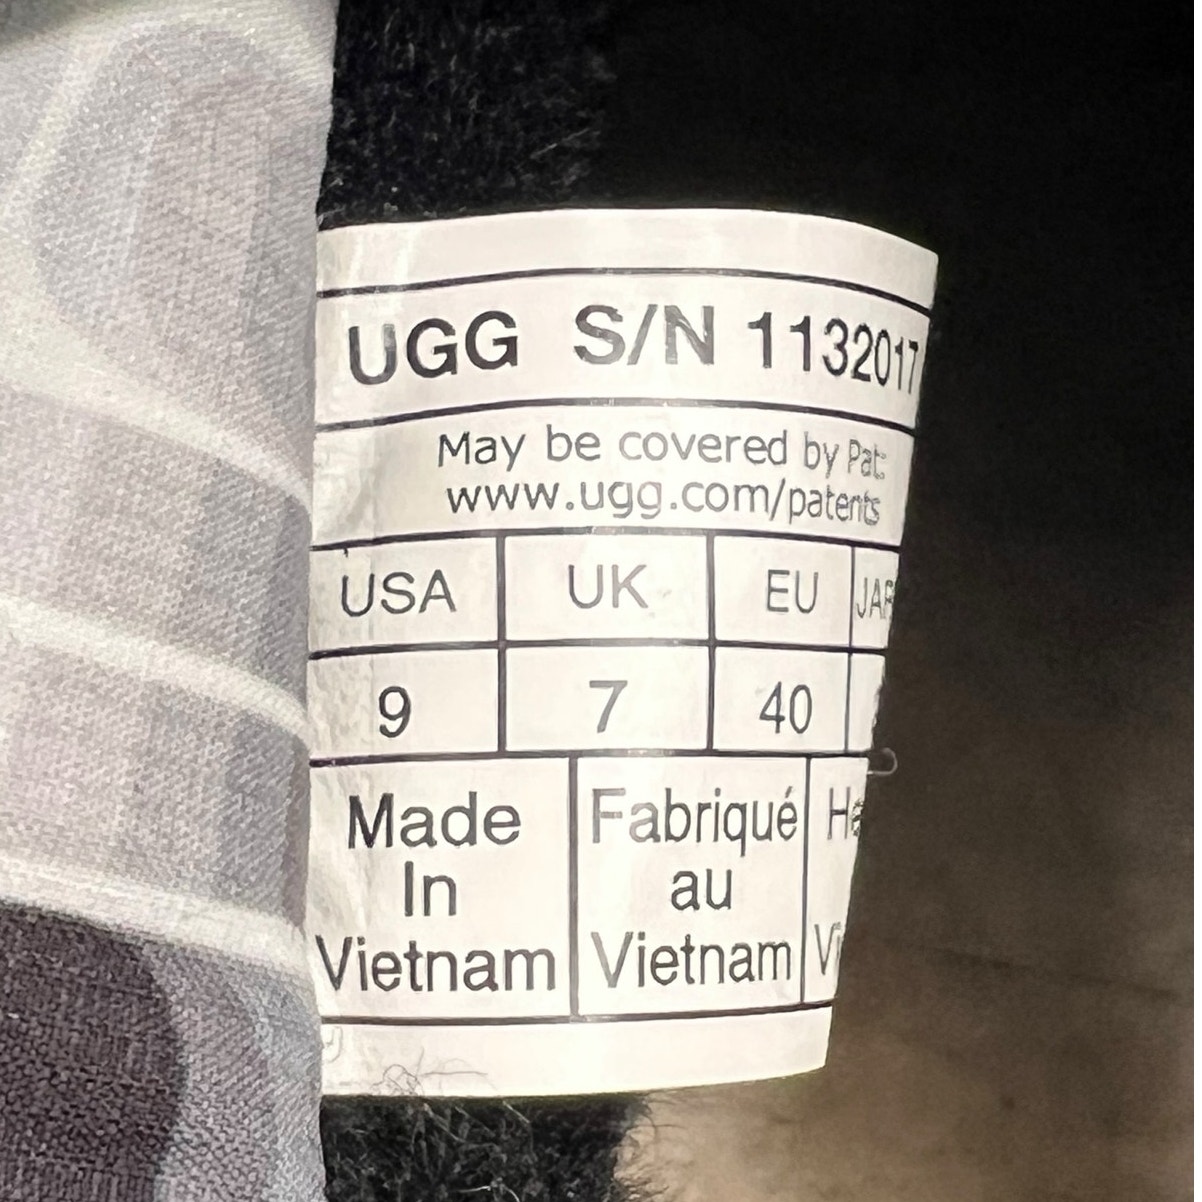 UGG S/N 1132017
May be covered by Pat:
www.ugg.com/patents
USA UK EU
9 7 40
Made Fabriqué
In au
Vietnam Vietnam